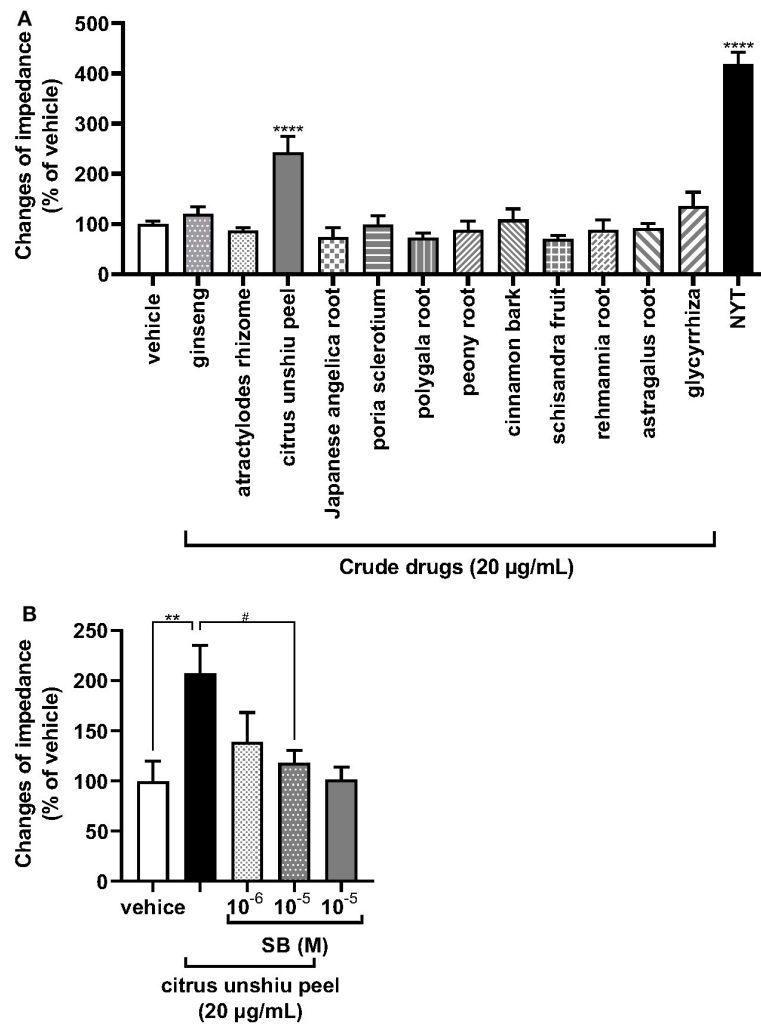 A
Changes of impedance
(% of vehicle)
500
400
300
200
100
0
****
****
vehicle
ginseng
atractylodes rhizome
citrus unshiu peel
Japanese angelica root
poria sclerotium
polygala root
peony root
cinnamon bark
schisandra fruit
rehmannia root
astragalus root
glycyrrhiza
NYT
Crude drugs (20 µg/mL)
B
Changes of impedance
(% of vehicle)
250
200
150
100
50
0
**
#
vehice
10⁻⁶ 10⁻⁵ 10⁻⁵
SB (M)
citrus unshiu peel
(20 µg/mL)